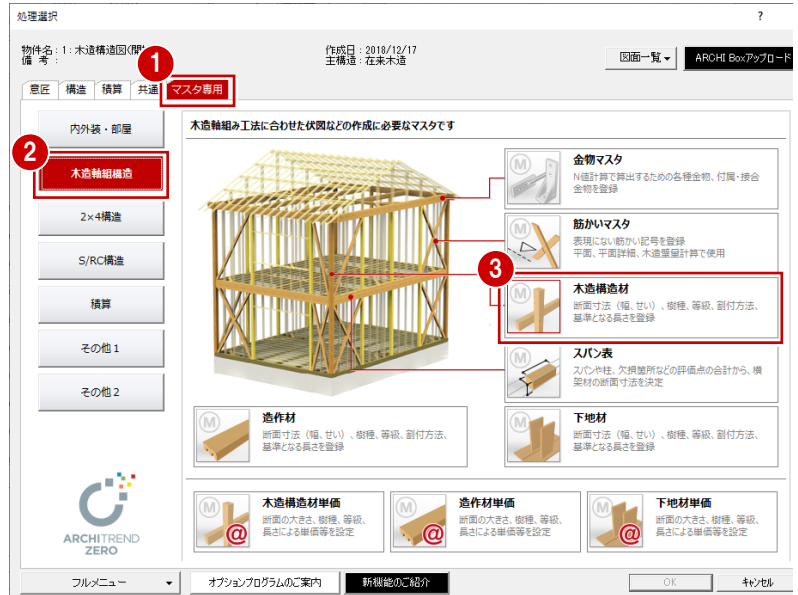 処理選択
?
物件名：1：木造構造図(開
作成日：2018/12/17
備 考：
主構造：在来木造
図面一覧
ARCHI Boxアップロード
1
意匠
構造
積算
共通
マスタ専用
内外装・部屋
2
木造軸組構造
2×4構造
S/RC構造
積算
その他1
その他2
ARCHITREND
ZERO
木造軸組み工法に合わせた伏図などの作成に必要なマスタです
M
金物マスタ
N値計算で算出するための各種金物、付属・接合
金物を登録
M
筋かいマスタ
表現にない筋かい記号を登録
平面、平面詳細、木造壁量計算で使用
3
M
木造構造材
断面寸法（幅、せい）、樹種、等級、割付方法、
基準となる長さを登録
M
スパン表
スパンや柱、欠損箇所などの評価点の合計から、横
架材の断面寸法を決定
M
造作材
断面寸法（幅、せい）、樹種、等級、割付方法、
基準となる長さを登録
M
下地材
断面寸法（幅、せい）、樹種、等級、割付方法、
基準となる長さを登録
M
@
木造構造材単価
断面の大きさ、樹種、等級、
長さによる単価等を設定
M
@
造作材単価
断面の大きさ、樹種、等級、
長さによる単価等を設定
M
@
下地材単価
断面の大きさ、樹種、等級、
長さによる単価等を設定
フルメニュー
オプションプログラムのご案内
新機能のご紹介
OK
キャンセル